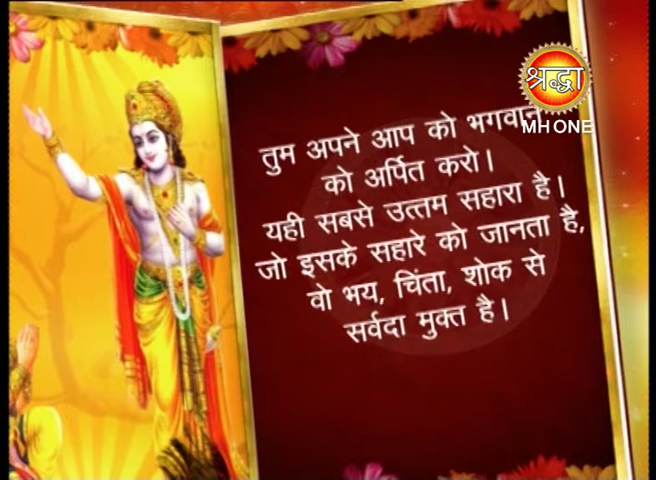 श्रद्धा
MH ONE
तुम अपने आप को भगवान
को अर्पित करो।
यही सबसे उत्तम सहारा है।
जो इसके सहारे को जानता है,
वो भय, चिंता, शोक से
सर्वदा मुक्त है।